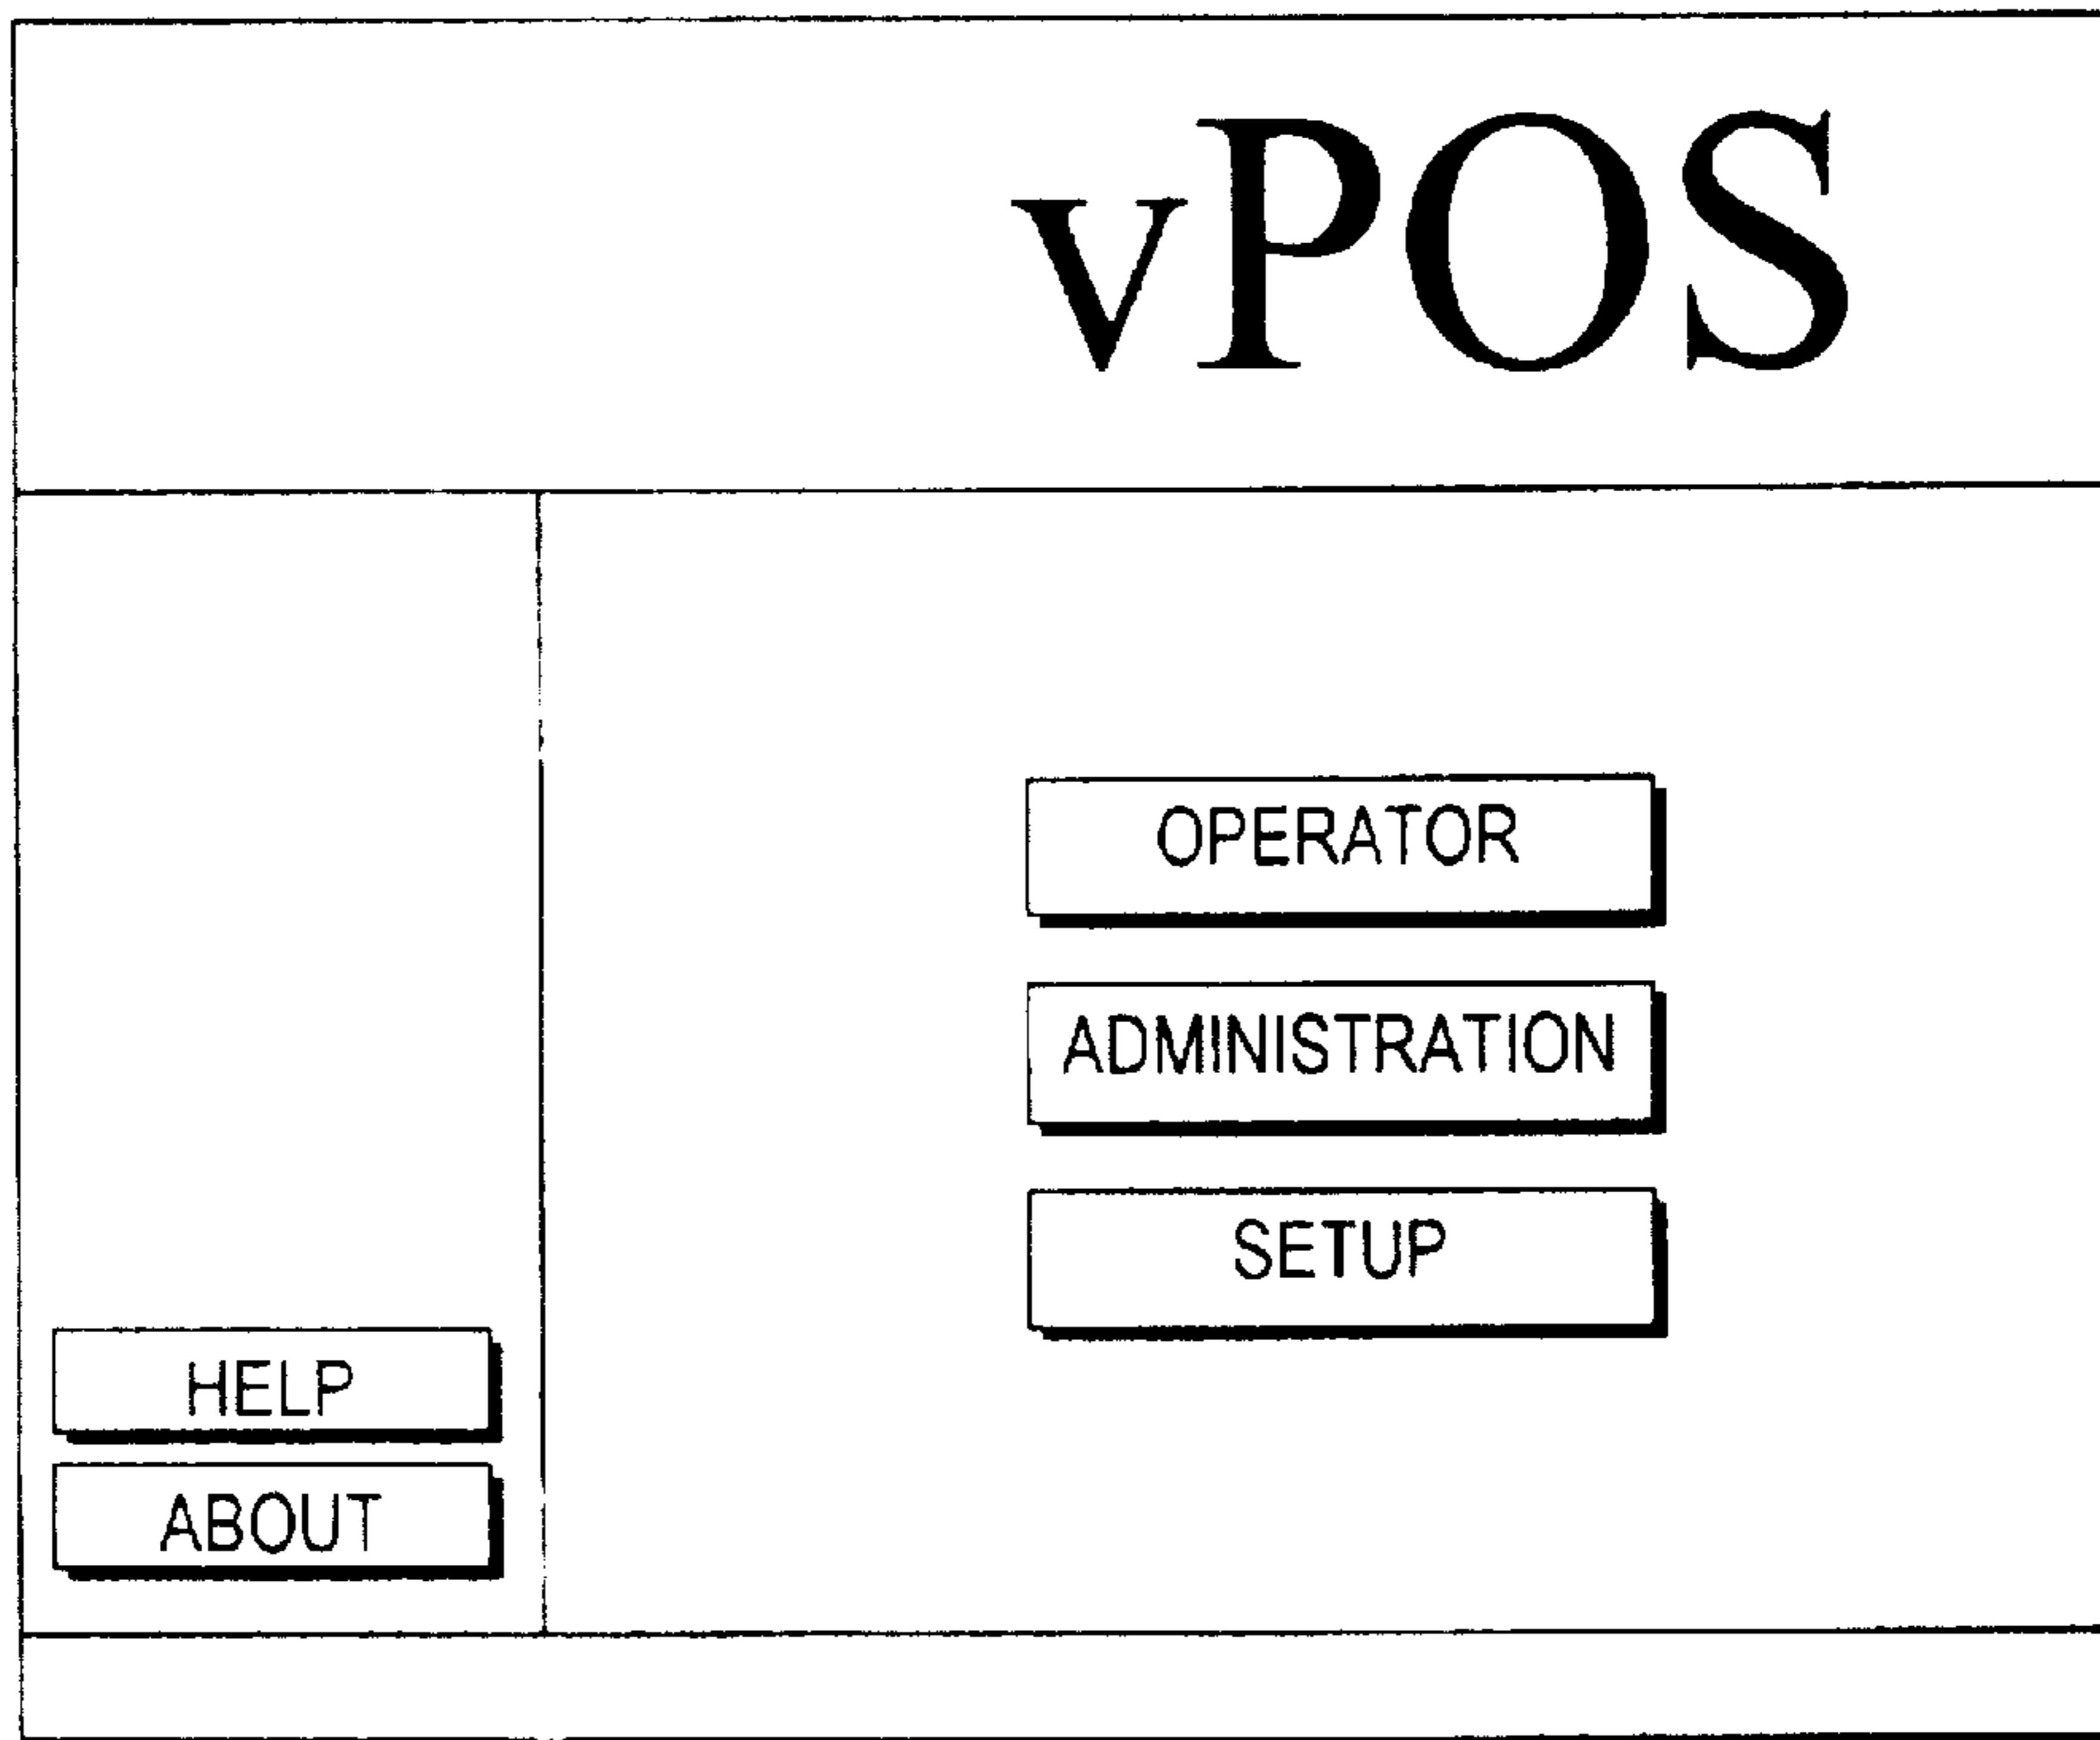 vPOS
OPERATOR
ADMINISTRATION
SETUP
HELP
ABOUT